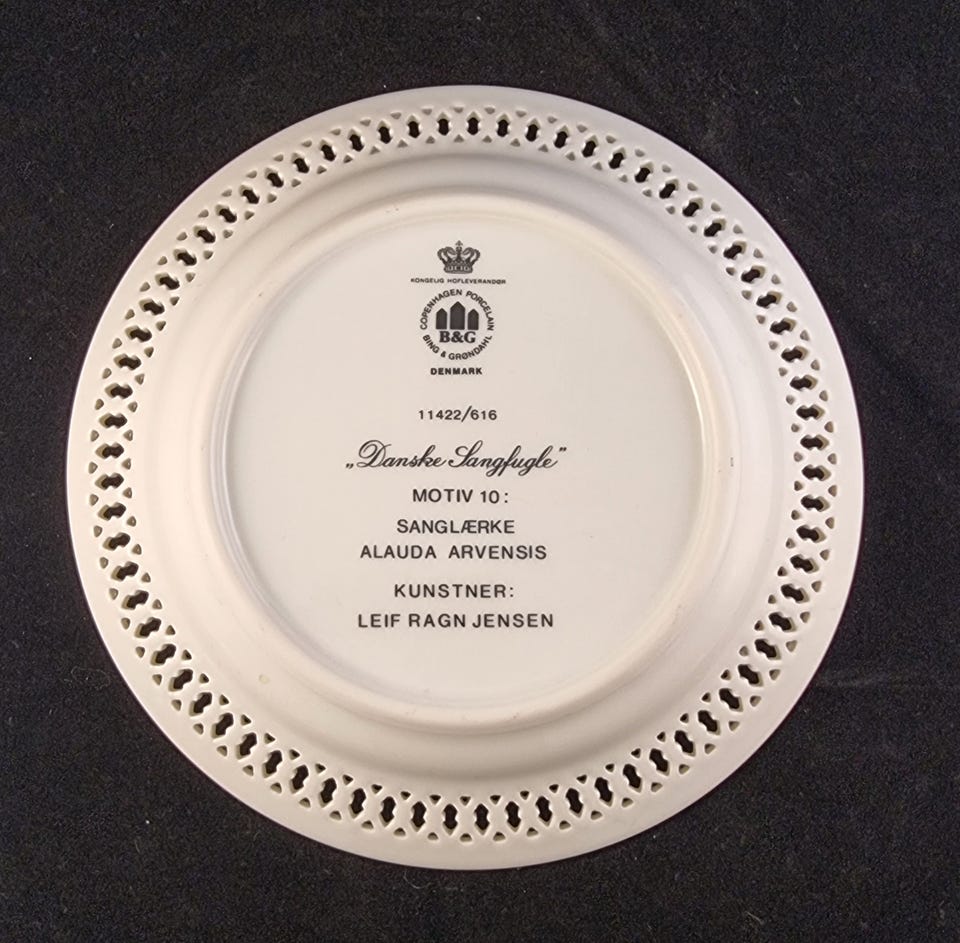 KONGELIG HOFLEVERANDØR
COPENHAGEN PORCELAIN
B&G
BING & GRØNDAHL
DENMARK
11422/616
„Danske Sangfugle”
MOTIV 10:
SANGLÆRKE
ALAUDA ARVENSIS
KUNSTNER:
LEIF RAGN JENSEN